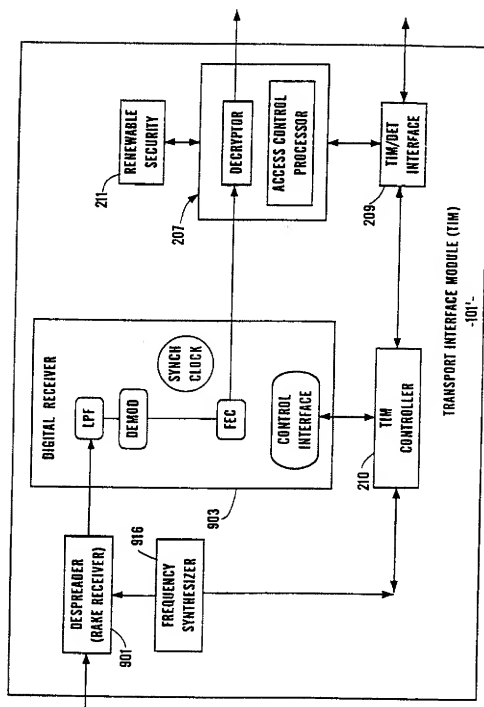 211
RENEWABLE
SECURITY
207
DECRYPTOR
ACCESS CONTROL
PROCESSOR
TIM/DET
INTERFACE
209
DIGITAL RECEIVER
LPF
DEMOD
SYNCH
CLOCK
FEC
CONTROL
INTERFACE
903
TIM
CONTROLLER
210
DESPREADER
(RAKE RECEIVER)
901
916
FREQUENCY
SYNTHESIZER
TRANSPORT INTERFACE MODULE (TIM)
-101'-